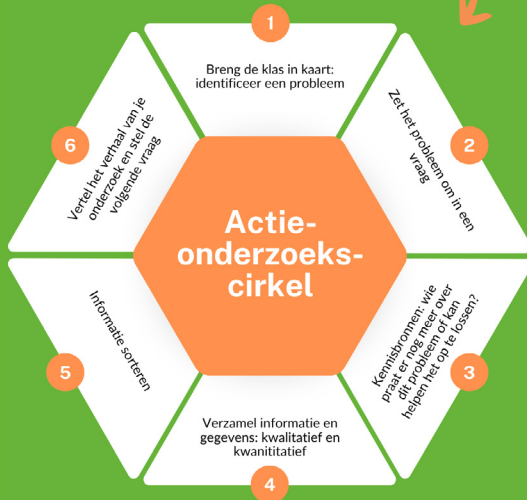 1
Breng de klas in kaart:
identificeer een probleem
2
Zet het probleem om in een
vraag
Kennisbronnen: wie
praat er nog meer over
dit probleem of kan
helpen het op te lossen?
3
Verzamel informatie en
gegevens: kwalitatief en
kwanititatief
4
Informatie sorteren
5
Vertel het verhaal van je
onderzoek en stel de
volgende vraag
6
Actie-
onderzoeks-
cirkel